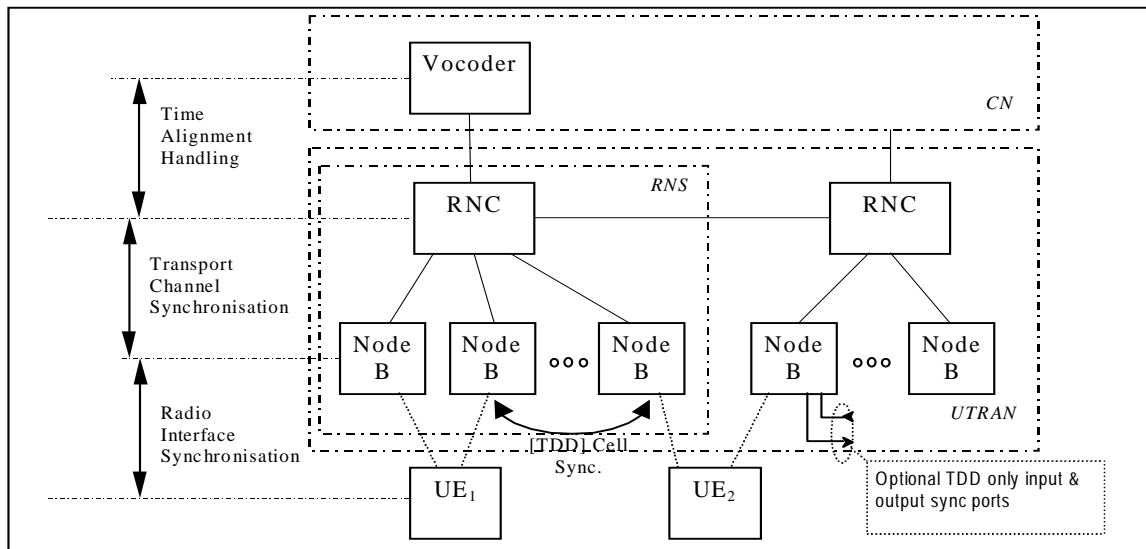 Vocoder
CN
Time
Alignment
Handling
RNS
RNC
RNC
Transport
Channel
Synchronisation
Node
B
Node
B
ooo
Node
B
Node
B
ooo
Node
B
UTRAN
Radio
Interface
Synchronisation
[TDD] Cell
Sync.
UE1
UE2
Optional TDD only input &
output sync ports